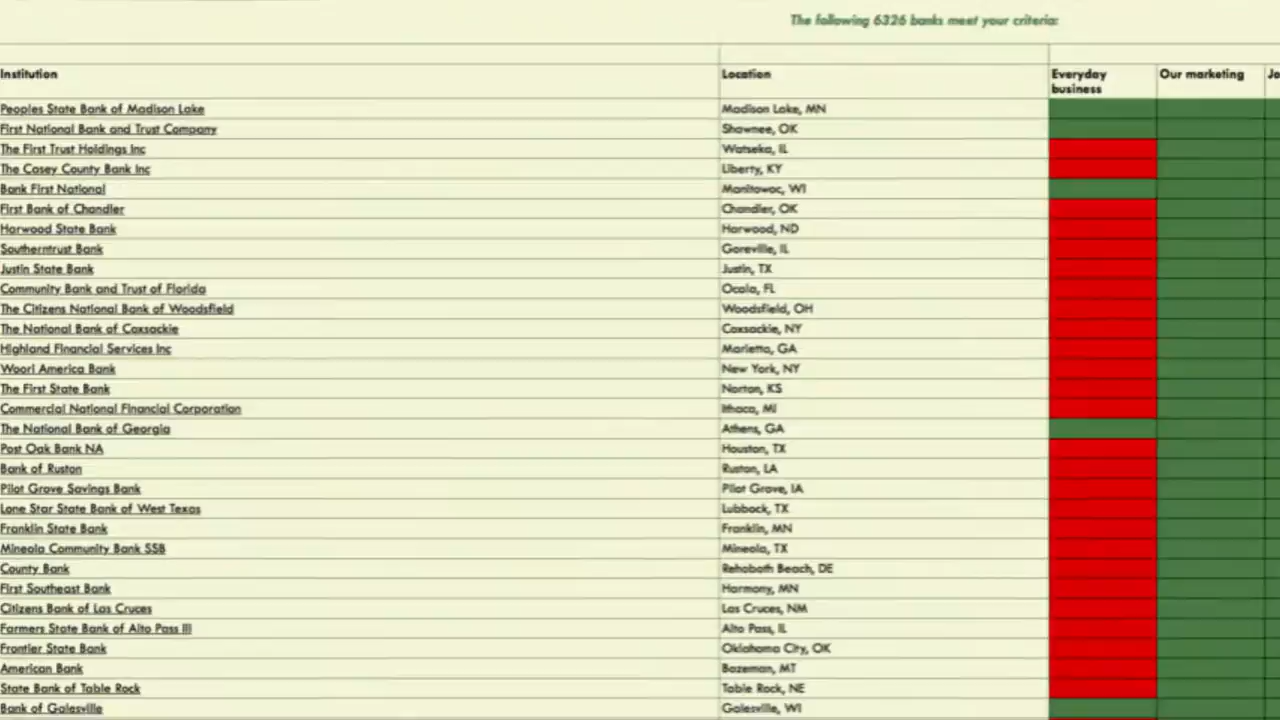 The following 6326 banks meet your criteria:
Institution Location Everyday business Our marketing Jo
Peoples State Bank of Madison Lake Madison Lake, MN
First National Bank and Trust Company Shawnee, OK
The First Trust Holdings Inc Watseka, IL
The Casey County Bank Inc Liberty, KY
Bank First National Manitowoc, WI
First Bank of Chandler Chandler, OK
Harwood State Bank Harwood, ND
Southerntrust Bank Goreville, IL
Justin State Bank Justin, TX
Community Bank and Trust of Florida Ocala, FL
The Citizens National Bank of Woodsfield Woodsfield, OH
The National Bank of Coxsackie Coxsackie, NY
Highland Financial Services Inc Marietta, GA
Woori America Bank New York, NY
The First State Bank Norton, KS
Commercial National Financial Corporation Ithaca, MI
The National Bank of Georgia Athens, GA
Post Oak Bank NA Houston, TX
Bank of Ruston Ruston, LA
Pilot Grove Savings Bank Pilot Grove, IA
Lone Star State Bank of West Texas Lubbock, TX
Franklin State Bank Franklin, MN
Mineola Community Bank SSB Mineola, TX
County Bank Rehoboth Beach, DE
First Southeast Bank Harmony, MN
Citizens Bank of Las Cruces Las Cruces, NM
Farmers State Bank of Alto Pass Ill Alto Pass, IL
Frontier State Bank Oklahoma City, OK
American Bank Bozeman, MT
State Bank of Table Rock Table Rock, NE
Bank of Galesville Galesville, WI